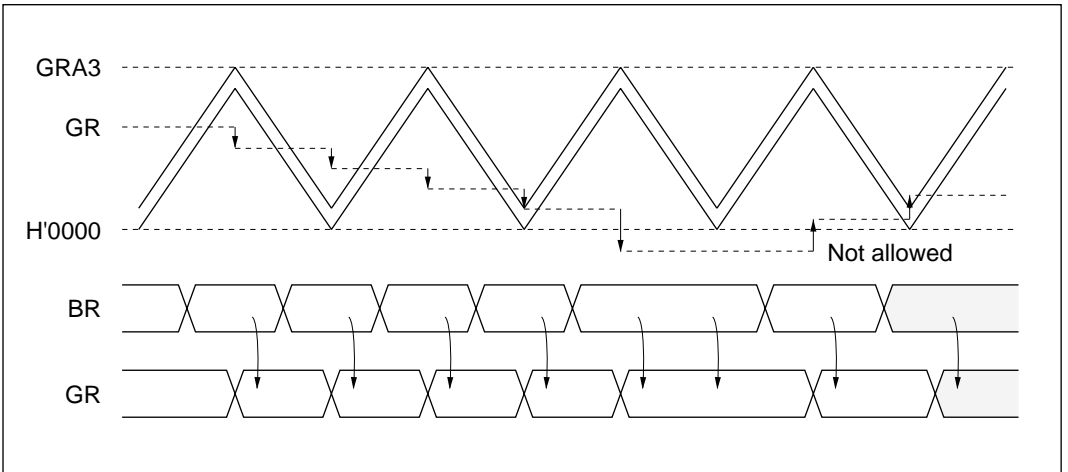 GRA3
GR
H'0000
Not allowed
BR
GR